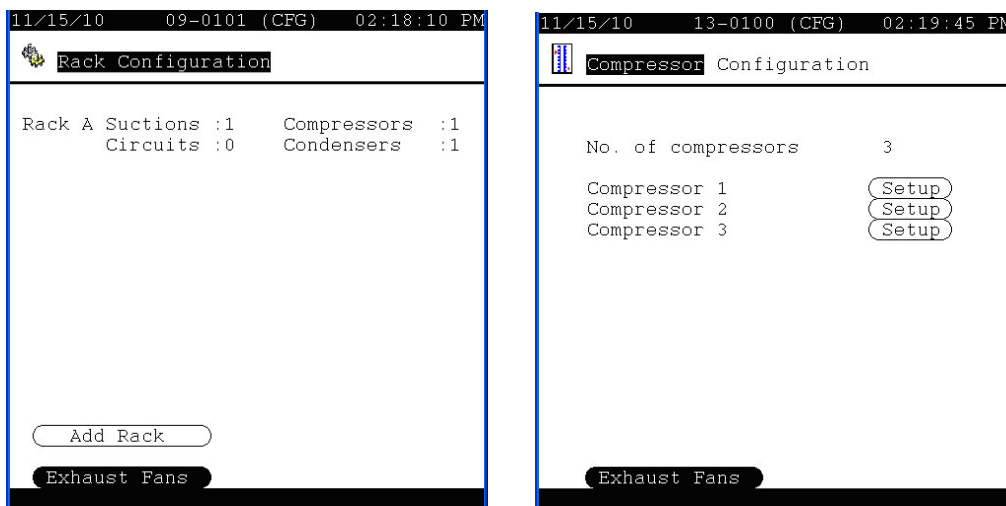 11/15/10 09-0101 (CFG) 02:18:10 PM
Rack Configuration
Rack A Suctions :1 Compressors :1
Circuits :0 Condensers :1
Add Rack
Exhaust Fans
11/15/10 13-0100 (CFG) 02:19:45 PM
Compressor Configuration
No. of compressors 3
Compressor 1 Setup
Compressor 2 Setup
Compressor 3 Setup
Exhaust Fans